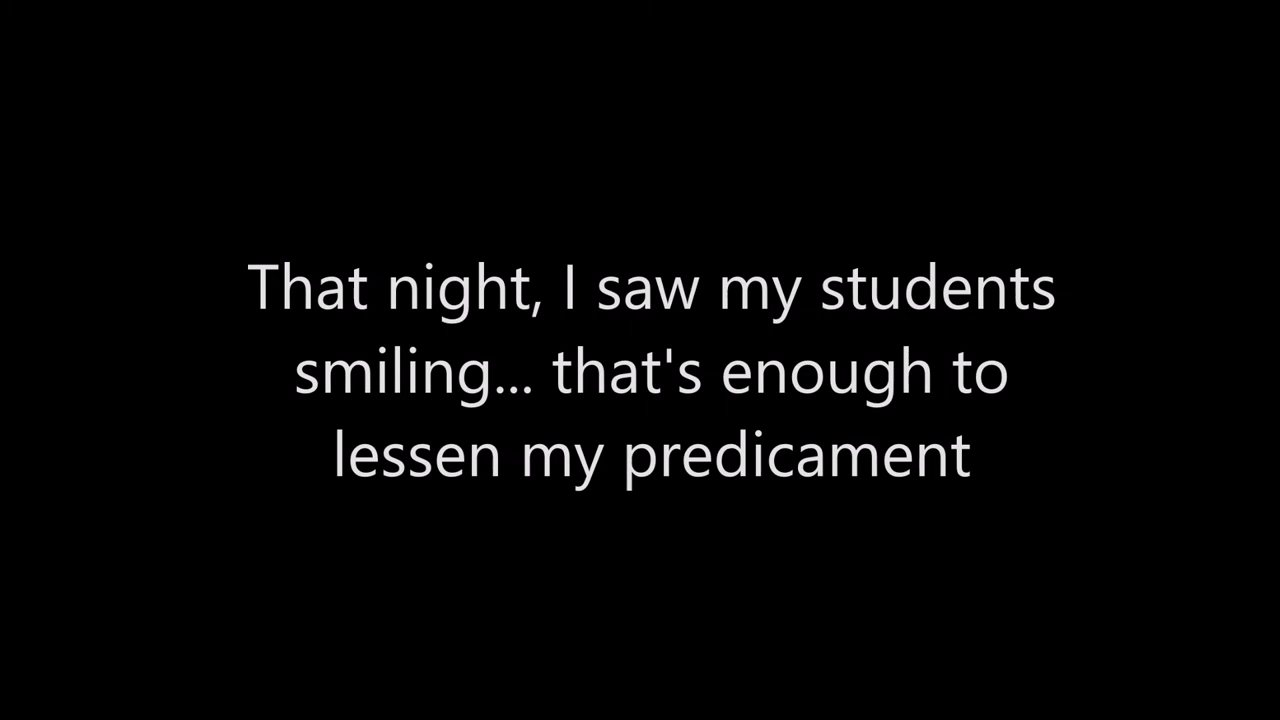 That night, I saw my students
smiling... that's enough to
lessen my predicament